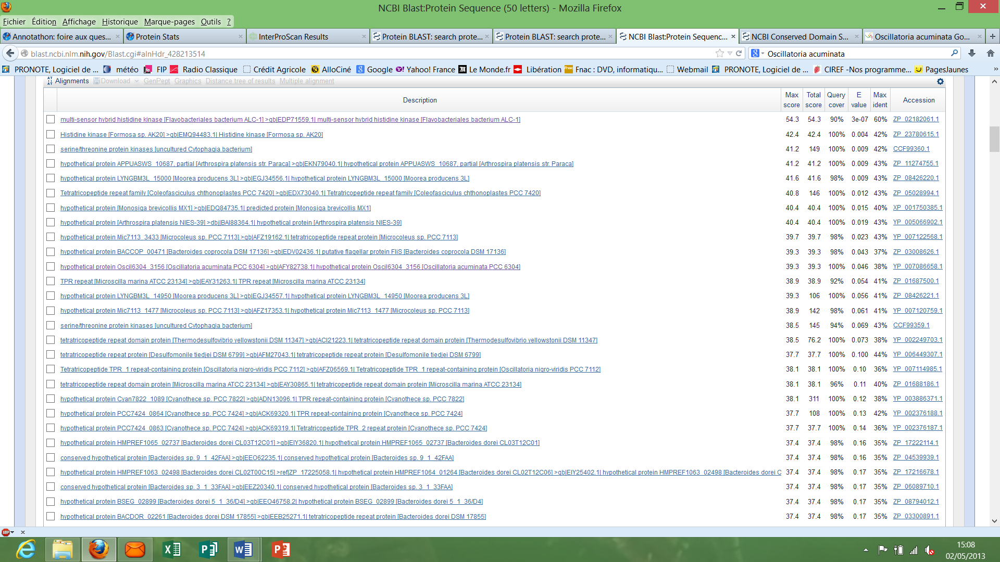 NCBI Blast:Protein Sequence (50 letters) - Mozilla Firefox
Fichier Édition Affichage Historique Marque-pages Outils ?
Annotathon: foire aux ques... × Protein Stats × InterProScan Results × Protein BLAST: search prote... × Protein BLAST: search prote... × NCBI Blast:Protein Sequenc... × NCBI Conserved Domain S... × Oscillatoria acuminata Go... × +
blast.ncbi.nlm.nih.gov/Blast.cgi#alnHdr_428213514 Oscillatoria acuminata
PRONOTE, Logiciel de ... météo FIP Radio Classique Crédit Agricole AlloCiné Google Yahoo! France Le Monde.fr Libération Fnac : DVD, informatiqu... Webmail PRONOTE, Logiciel de ... CIREF -Nos programme... PagesJaunes »
Alignments Download GenPept Graphics Distance tree of results Multiple alignment
Description Max score Total score Query cover E value Max ident Accession
multi-sensor hybrid histidine kinase [Flavobacteriales bacterium ALC-1] >gb|EDP71559.1| multi-sensor hybrid histidine kinase [Flavobacteriales bacterium ALC-1] 54.3 54.3 90% 3e-07 60% ZP_02182061.1
Histidine kinase [Formosa sp. AK20] >gb|EMQ94483.1| Histidine kinase [Formosa sp. AK20] 42.4 42.4 100% 0.004 42% ZP_23780615.1
serine/threonine protein kinases [uncultured Cytophagia bacterium] 41.2 149 100% 0.009 42% CCF99360.1
hypothetical protein APPUASWS_10687, partial [Arthrospira platensis str. Paraca] >gb|EKN79040.1| hypothetical protein APPUASWS_10687, partial [Arthrospira platensis str. Paraca] 41.2 41.2 100% 0.009 43% ZP_11274755.1
hypothetical protein LYNGBM3L_15000 [Moorea producens 3L] >gb|EGJ34556.1| hypothetical protein LYNGBM3L_15000 [Moorea producens 3L] 41.6 41.6 98% 0.009 43% ZP_08426220.1
Tetratricopeptide repeat family [Coleofasciculus chthonoplastes PCC 7420] >gb|EDX73040.1| Tetratricopeptide repeat family [Coleofasciculus chthonoplastes PCC 7420] 40.8 146 100% 0.012 43% ZP_05028994.1
hypothetical protein [Monosiga brevicollis MX1] >gb|EDQ84735.1| predicted protein [Monosiga brevicollis MX1] 40.4 40.4 100% 0.015 40% XP_001750385.1
hypothetical protein [Arthrospira platensis NIES-39] >dbj|BAI88364.1| hypothetical protein [Arthrospira platensis NIES-39] 40.4 40.4 100% 0.019 43% YP_005066902.1
hypothetical protein Mic7113_3433 [Microcoleus sp. PCC 7113] >gb|AFZ19162.1| tetratricopeptide repeat protein [Microcoleus sp. PCC 7113] 39.7 39.7 98% 0.023 43% YP_007122568.1
hypothetical protein BACCOP_00471 [Bacteroides coprocola DSM 17136] >gb|EDV02436.1| putative flagellar protein FliS [Bacteroides coprocola DSM 17136] 39.3 39.3 98% 0.043 37% ZP_03008626.1
hypothetical protein Oscil6304_3156 [Oscillatoria acuminata PCC 6304] >gb|AFY82738.1| hypothetical protein Oscil6304_3156 [Oscillatoria acuminata PCC 6304] 39.3 39.3 100% 0.046 38% YP_007086658.1
TPR repeat [Microscilla marina ATCC 23134] >gb|EAY31263.1| TPR repeat [Microscilla marina ATCC 23134] 38.9 38.9 92% 0.054 41% ZP_01687500.1
hypothetical protein LYNGBM3L_14950 [Moorea producens 3L] >gb|EGJ34557.1| hypothetical protein LYNGBM3L_14950 [Moorea producens 3L] 39.3 106 100% 0.056 41% ZP_08426221.1
hypothetical protein Mic7113_1477 [Microcoleus sp. PCC 7113] >gb|AFZ17353.1| hypothetical protein Mic7113_1477 [Microcoleus sp. PCC 7113] 38.9 142 98% 0.061 41% YP_007120759.1
serine/threonine protein kinases [uncultured Cytophagia bacterium] 38.5 145 94% 0.069 43% CCF99359.1
tetratricopeptide repeat domain protein [Thermodesulfovibrio yellowstonii DSM 11347] >gb|ACI21223.1| tetratricopeptide repeat domain protein [Thermodesulfovibrio yellowstonii DSM 11347] 38.5 76.2 100% 0.073 38% YP_002249703.1
tetratricopeptide repeat protein [Desulfomonile tiedjei DSM 6799] >gb|AFM27043.1| tetratricopeptide repeat protein [Desulfomonile tiedjei DSM 6799] 37.7 37.7 100% 0.100 44% YP_006449307.1
Tetratricopeptide TPR_1 repeat-containing protein [Oscillatoria nigro-viridis PCC 7112] >gb|AFZ06569.1| Tetratricopeptide TPR_1 repeat-containing protein [Oscillatoria nigro-viridis PCC 7112] 38.1 38.1 100% 0.10 36% YP_007114985.1
tetratricopeptide repeat domain protein [Microscilla marina ATCC 23134] >gb|EAY30865.1| tetratricopeptide repeat domain protein [Microscilla marina ATCC 23134] 38.1 38.1 96% 0.11 40% ZP_01688186.1
hypothetical protein Cyan7822_1089 [Cyanothece sp. PCC 7822] >gb|ADN13096.1| TPR repeat-containing protein [Cyanothece sp. PCC 7822] 38.1 311 100% 0.12 38% YP_003886371.1
hypothetical protein PCC7424_0864 [Cyanothece sp. PCC 7424] >gb|ACK69320.1| TPR repeat-containing protein [Cyanothece sp. PCC 7424] 37.7 108 100% 0.13 42% YP_002376188.1
hypothetical protein PCC7424_0863 [Cyanothece sp. PCC 7424] >gb|ACK69319.1| Tetratricopeptide TPR_2 repeat protein [Cyanothece sp. PCC 7424] 37.7 37.7 100% 0.14 36% YP_002376187.1
hypothetical protein HMPREF1065_02737 [Bacteroides dorei CL03T12C01] >gb|EIY36820.1| hypothetical protein HMPREF1065_02737 [Bacteroides dorei CL03T12C01] 37.4 37.4 98% 0.16 35% ZP_17222114.1
conserved hypothetical protein [Bacteroides sp. 9_1_42FAA] >gb|EEO62235.1| conserved hypothetical protein [Bacteroides sp. 9_1_42FAA] 37.4 37.4 98% 0.16 35% ZP_04539939.1
hypothetical protein HMPREF1063_02498 [Bacteroides dorei CL02T00C15] >ref|ZP_17225058.1| hypothetical protein HMPREF1064_01264 [Bacteroides dorei CL02T12C06] >gb|EIY25402.1| hypothetical protein HMPREF1063_02498 [Bacteroides dorei C 37.4 37.4 98% 0.17 35% ZP_17216678.1
conserved hypothetical protein [Bacteroides sp. 3_1_33FAA] >gb|EEZ20340.1| conserved hypothetical protein [Bacteroides sp. 3_1_33FAA] 37.4 37.4 98% 0.17 35% ZP_06089710.1
hypothetical protein BSEG_02899 [Bacteroides dorei 5_1_36/D4] >gb|EEO46758.2| hypothetical protein BSEG_02899 [Bacteroides dorei 5_1_36/D4] 37.4 37.4 98% 0.17 35% ZP_08794012.1
hypothetical protein BACDOR_02261 [Bacteroides dorei DSM 17855] >gb|EEB25271.1| tetratricopeptide repeat protein [Bacteroides dorei DSM 17855] 37.4 37.4 98% 0.17 35% ZP_03300891.1
ABP ×
15:08
02/05/2013